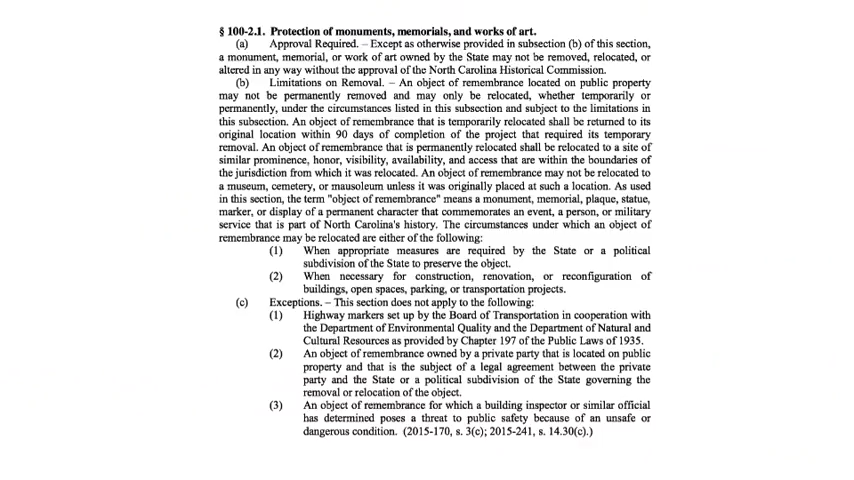 § 100-2.1. Protection of monuments, memorials, and works of art.
(a) Approval Required. – Except as otherwise provided in subsection (b) of this section,
a monument, memorial, or work of art owned by the State may not be removed, relocated, or
altered in any way without the approval of the North Carolina Historical Commission.
(b) Limitations on Removal. – An object of remembrance located on public property
may not be permanently removed and may only be relocated, whether temporarily or
permanently, under the circumstances listed in this subsection and subject to the limitations in
this subsection. An object of remembrance that is temporarily relocated shall be returned to its
original location within 90 days of completion of the project that required its temporary
removal. An object of remembrance that is permanently relocated shall be relocated to a site of
similar prominence, honor, visibility, availability, and access that are within the boundaries of
the jurisdiction from which it was relocated. An object of remembrance may not be relocated to
a museum, cemetery, or mausoleum unless it was originally placed at such a location. As used
in this section, the term "object of remembrance" means a monument, memorial, plaque, statue,
marker, or display of a permanent character that commemorates an event, a person, or military
service that is part of North Carolina's history. The circumstances under which an object of
remembrance may be relocated are either of the following:
(1) When appropriate measures are required by the State or a political
subdivision of the State to preserve the object.
(2) When necessary for construction, renovation, or reconfiguration of
buildings, open spaces, parking, or transportation projects.
(c) Exceptions. – This section does not apply to the following:
(1) Highway markers set up by the Board of Transportation in cooperation with
the Department of Environmental Quality and the Department of Natural and
Cultural Resources as provided by Chapter 197 of the Public Laws of 1935.
(2) An object of remembrance owned by a private party that is located on public
property and that is the subject of a legal agreement between the private
party and the State or a political subdivision of the State governing the
removal or relocation of the object.
(3) An object of remembrance for which a building inspector or similar official
has determined poses a threat to public safety because of an unsafe or
dangerous condition. (2015-170, s. 3(c); 2015-241, s. 14.30(c).)